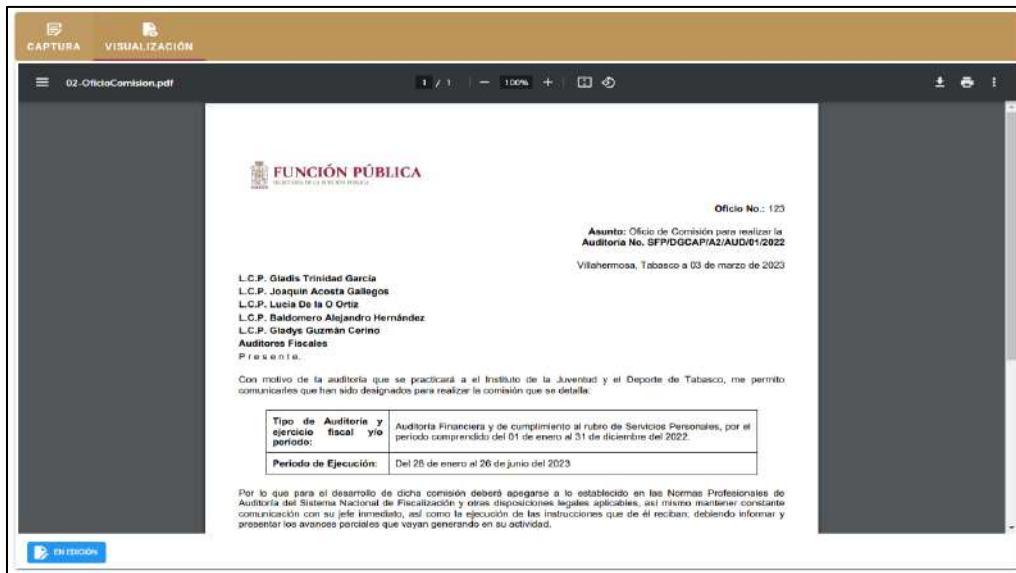 CAPTURA
VISUALIZACIÓN
02-OficioComision.pdf
1 / 1
100%
FUNCIÓN PÚBLICA
SECRETARÍA DE LA FUNCIÓN PÚBLICA
Oficio No.: 123
Asunto: Oficio de Comisión para realizar la
Auditoría No. SFP/DGCAP/A2/AUD/01/2022
Villahermosa, Tabasco a 03 de marzo de 2023
L.C.P. Gladis Trinidad García
L.C.P. Joaquin Acosta Gallegos
L.C.P. Lucia De la O Ortiz
L.C.P. Baldomero Alejandro Hernández
L.C.P. Gladys Guzmán Cerino
Auditores Fiscales
P r e s e n t e.
Con motivo de la auditoría que se practicará a el Instituto de la Juventud y el Deporte de Tabasco, me permito
comunicarles que han sido designados para realizar la comisión que se detalla:
Tipo de Auditoría y
ejercicio fiscal y/o
periodo:
Auditoría Financiera y de cumplimiento al rubro de Servicios Personales, por el
periodo comprendido del 01 de enero al 31 de diciembre del 2022.
Periodo de Ejecución:
Del 28 de enero al 26 de junio del 2023
Por lo que para el desarrollo de dicha comisión deberá apegarse a lo establecido en las Normas Profesionales de
Auditoría del Sistema Nacional de Fiscalización y otras disposiciones legales aplicables, así mismo mantener constante
comunicación con su jefe inmediato, así como la ejecución de las instrucciones que de él reciban; debiendo informar y
presentar los avances parciales que vayan generando en su actividad.
EN EDICIÓN